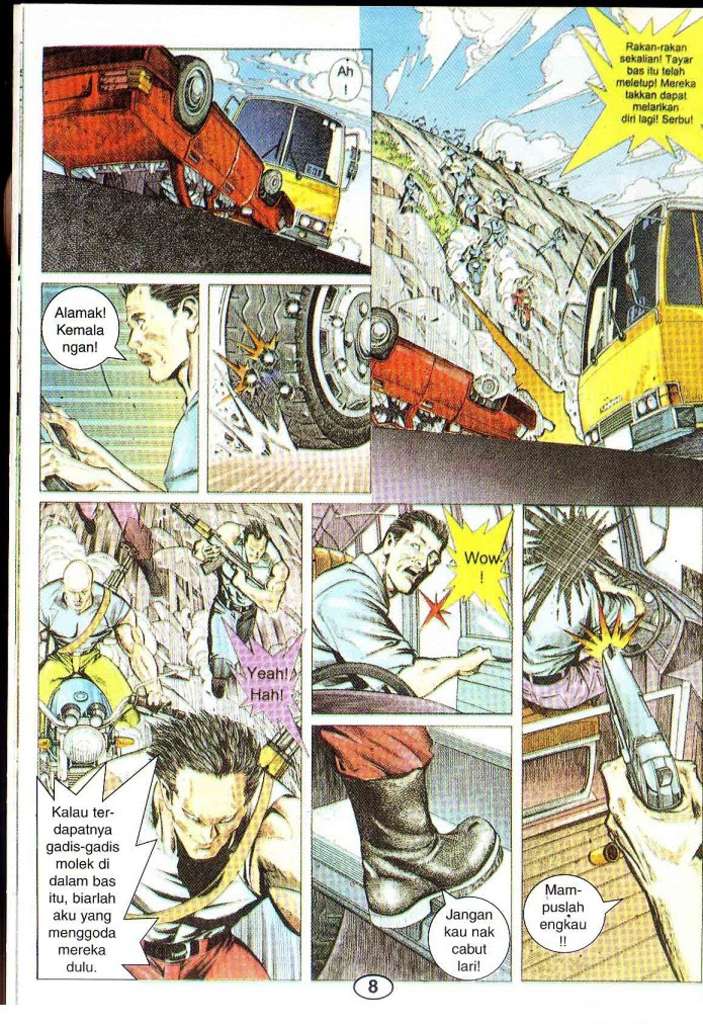 Ah
!
Rakan-rakan
sekalian! Tayar
bas itu telah
meletup! Mereka
takkan dapat
melarikan
diri lagi! Serbu!
Alamak!
Kemala
ngan!
Yeah!
Hah!
Kalau ter-
dapatnya
gadis-gadis
molek di
dalam bas
itu, biarlah
aku yang
menggoda
mereka
dulu.
Wow
!
Jangan
kau nak
cabut
lari!
Mam-
puslah
engkau
!!
8